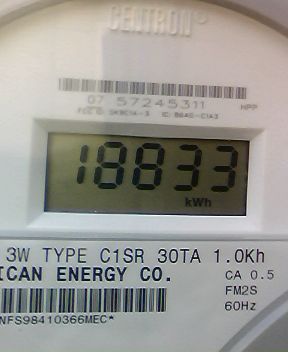 CENTRON®
07 57245311 HPP
18833
kWh
3W TYPE C1SR 30TA 1.0Kh
ICAN ENERGY CO. CA 0.5
FM2S
NFS98410366MEC* 60Hz